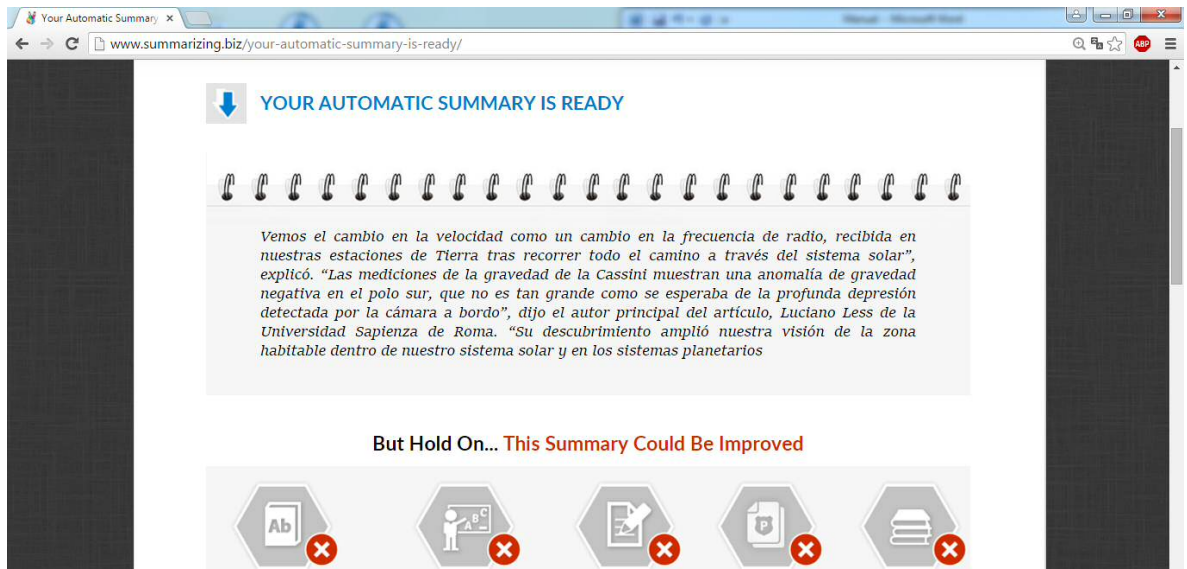 Your Automatic Summary
www.summarizing.biz/your-automatic-summary-is-ready/
ABP
YOUR AUTOMATIC SUMMARY IS READY
Vemos el cambio en la velocidad como un cambio en la frecuencia de radio, recibida en
nuestras estaciones de Tierra tras recorrer todo el camino a través del sistema solar”,
explicó. “Las mediciones de la gravedad de la Cassini muestran una anomalía de gravedad
negativa en el polo sur, que no es tan grande como se esperaba de la profunda depresión
detectada por la cámara a bordo”, dijo el autor principal del artículo, Luciano Less de la
Universidad Sapienza de Roma. “Su descubrimiento amplió nuestra visión de la zona
habitable dentro de nuestro sistema solar y en los sistemas planetarios
But Hold On... This Summary Could Be Improved
Ab
A B C
P